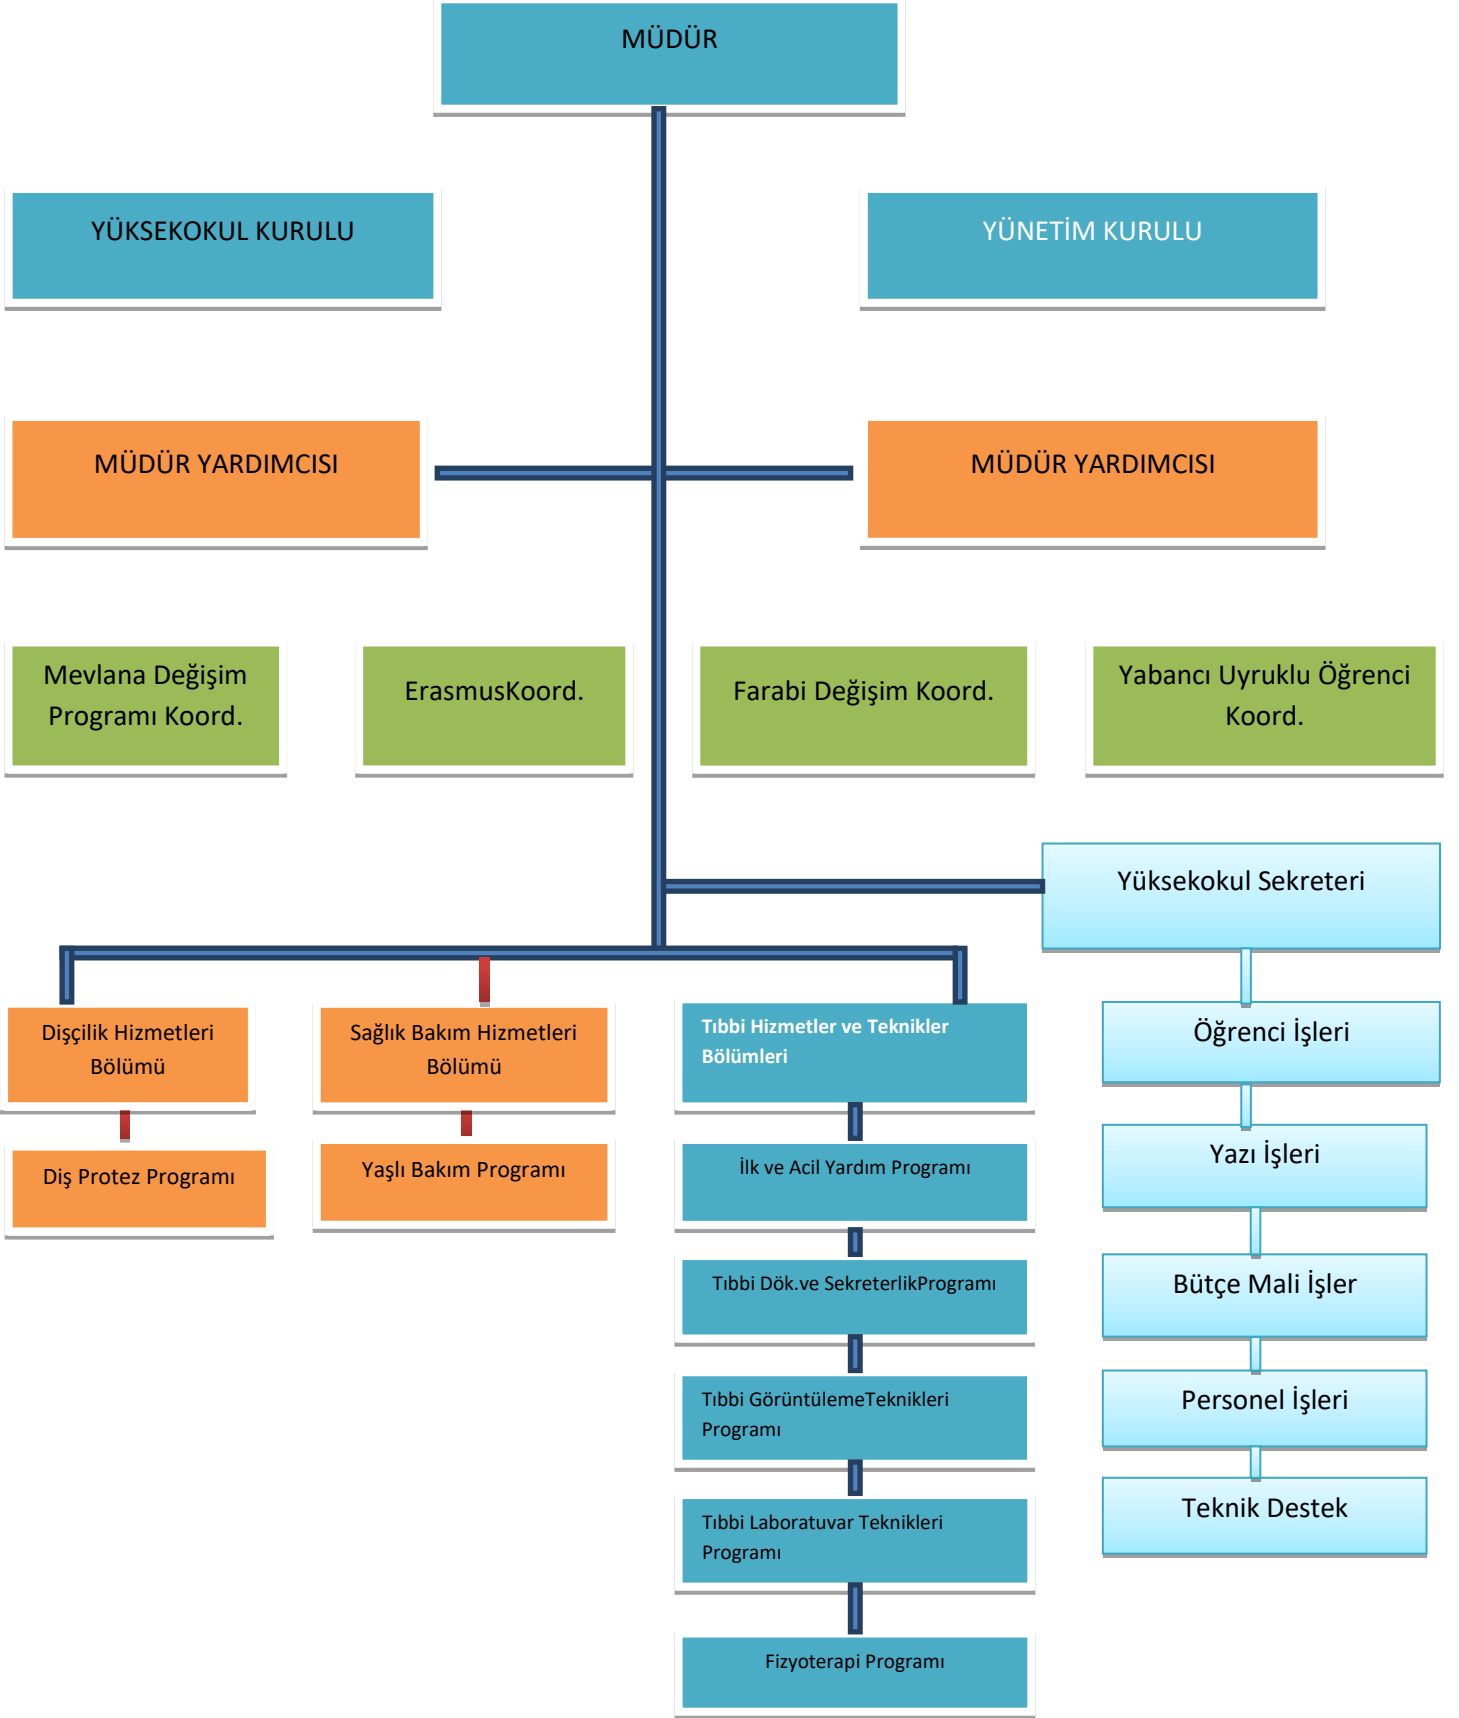 MÜDÜR
YÜKSEKOKUL KURULU
YÜNETİM KURULU
MÜDÜR YARDIMCISI
MÜDÜR YARDIMCISI
Mevlana Değişim
Programı Koord.
ErasmusKoord.
Farabi Değişim Koord.
Yabancı Uyruklu Öğrenci
Koord.
Yüksekokul Sekreteri
Dişçilik Hizmetleri
Bölümü
Sağlık Bakım Hizmetleri
Bölümü
Tıbbi Hizmetler ve Teknikler
Bölümleri
Öğrenci İşleri
Diş Protez Programı
Yaşlı Bakım Programı
İlk ve Acil Yardım Programı
Yazı İşleri
Tıbbi Dök.ve SekreterlikProgramı
Bütçe Mali İşler
Tıbbi GörüntülemeTeknikleri
Programı
Personel İşleri
Tıbbi Laboratuvar Teknikleri
Programı
Teknik Destek
Fizyoterapi Programı